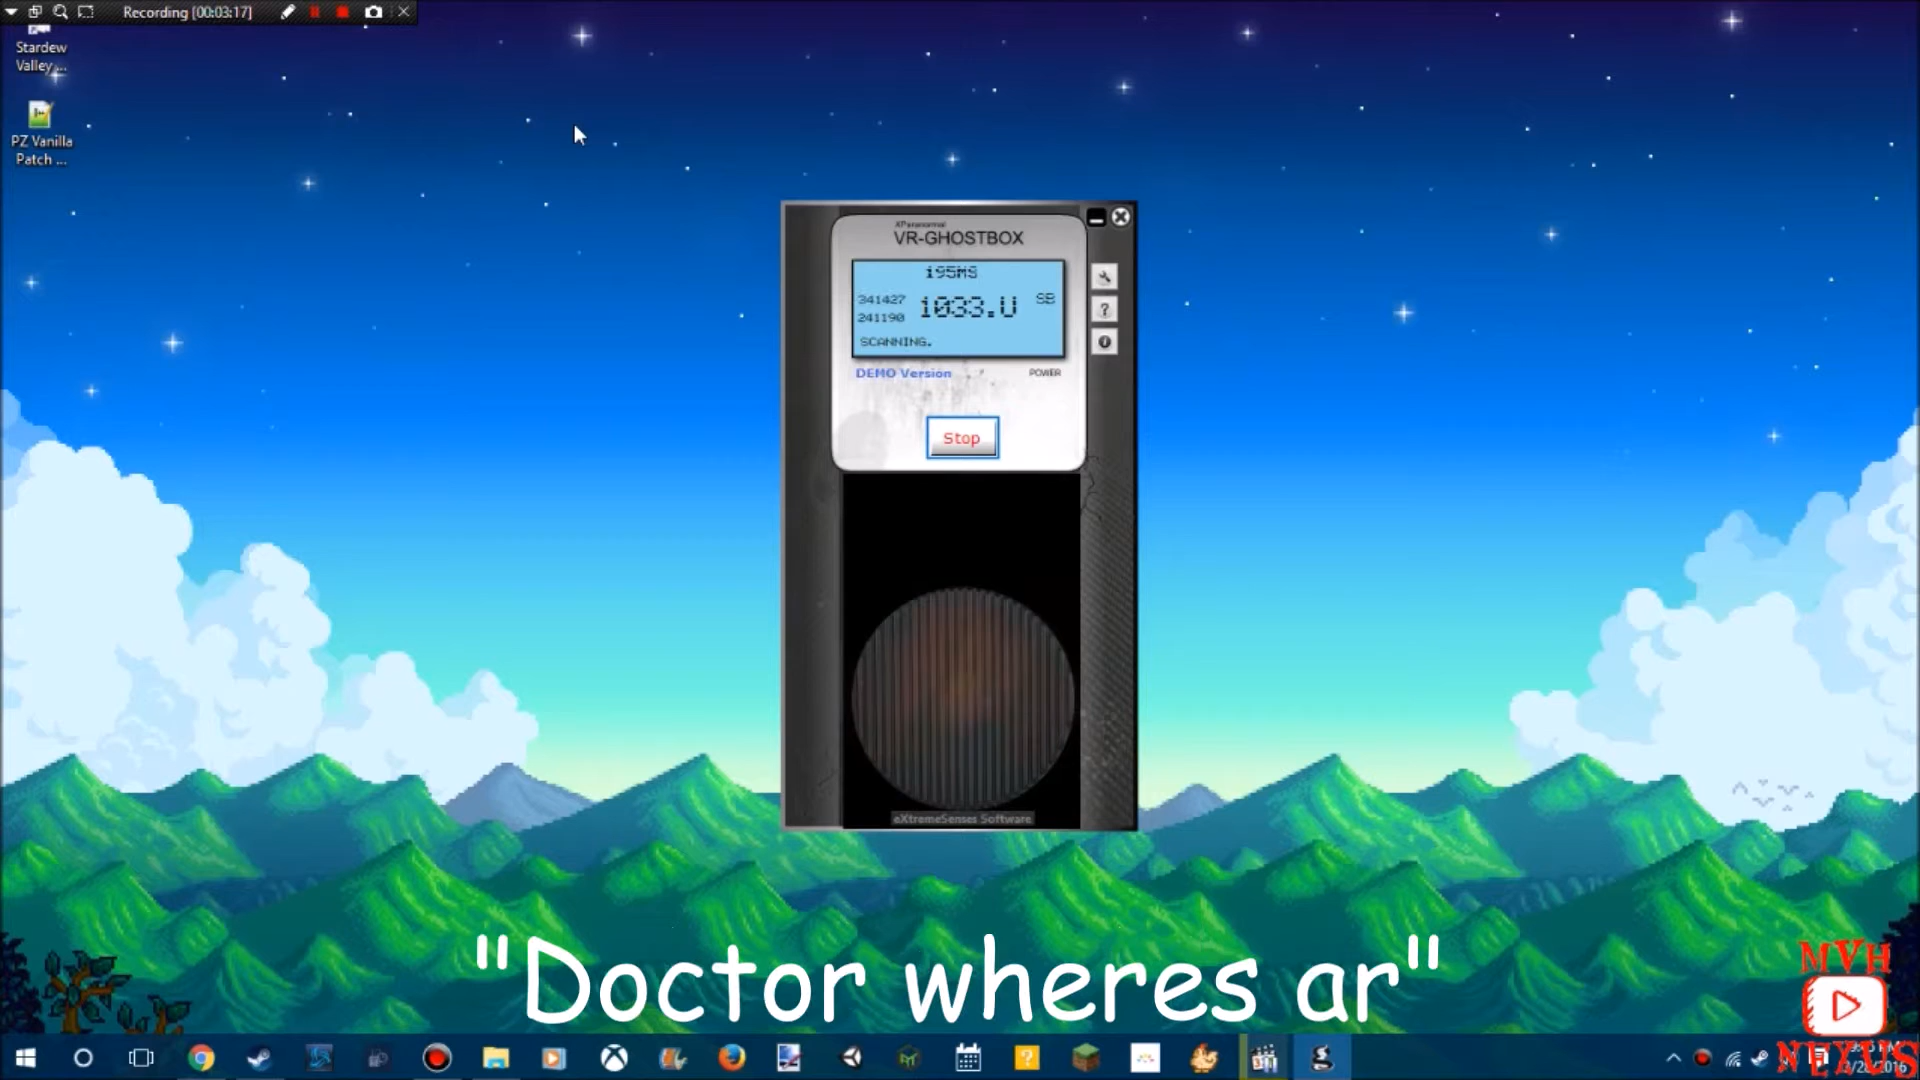 Recording [00:03:17]
Stardew
Valley ...
PZ Vanilla
Patch ...
XParanormal
VR-GHOSTBOX
195MS
341427
1033.U
SB
241190
SCANNING.
DEMO Version
POWER
Stop
eXtremeSenses Software
"Doctor wheres ar"
MVH
NEXUS